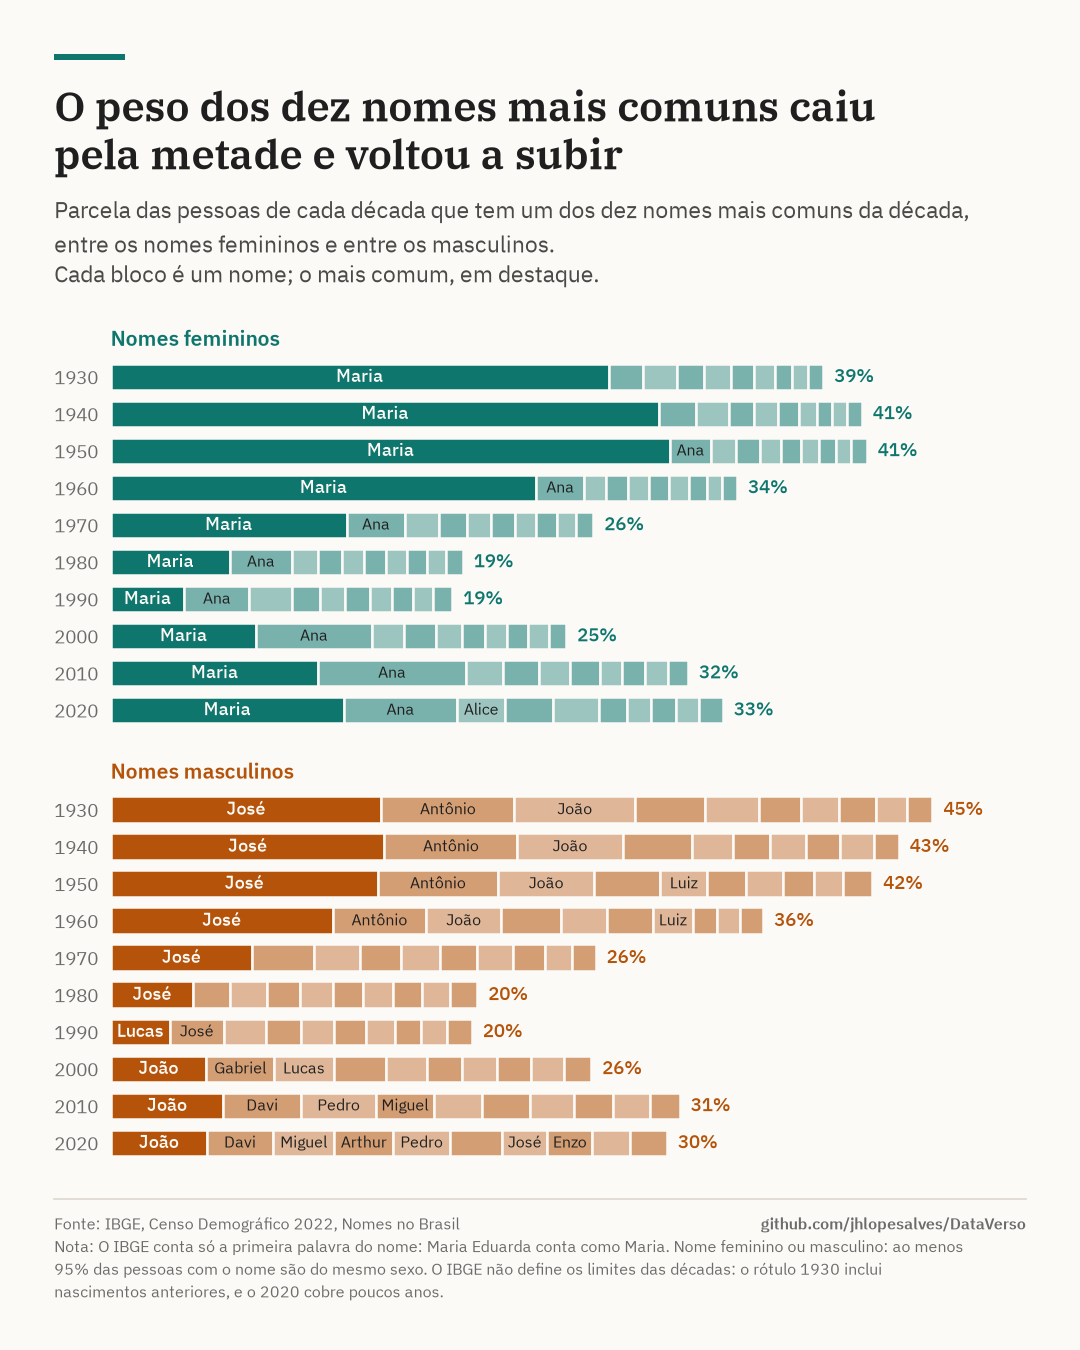 O peso dos dez nomes mais comuns caiu
pela metade e voltou a subir
Parcela das pessoas de cada década que tem um dos dez nomes mais comuns da década,
entre os nomes femininos e entre os masculinos.
Cada bloco é um nome; o mais comum, em destaque.
Nomes femininos
1930 Maria 39%
1940 Maria 41%
1950 Maria Ana 41%
1960 Maria Ana 34%
1970 Maria Ana 26%
1980 Maria Ana 19%
1990 Maria Ana 19%
2000 Maria Ana 25%
2010 Maria Ana 32%
2020 Maria Ana Alice 33%
Nomes masculinos
1930 José Antônio João 45%
1940 José Antônio João 43%
1950 José Antônio João Luiz 42%
1960 José Antônio João Luiz 36%
1970 José 26%
1980 José 20%
1990 Lucas José 20%
2000 João Gabriel Lucas 26%
2010 João Davi Pedro Miguel 31%
2020 João Davi Miguel Arthur Pedro José Enzo 30%
Fonte: IBGE, Censo Demográfico 2022, Nomes no Brasil github.com/jhlopesalves/DataVerso
Nota: O IBGE conta só a primeira palavra do nome: Maria Eduarda conta como Maria. Nome feminino ou masculino: ao menos
95% das pessoas com o nome são do mesmo sexo. O IBGE não define os limites das décadas: o rótulo 1930 inclui
nascimentos anteriores, e o 2020 cobre poucos anos.